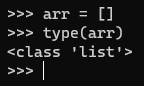 >>> arr = []
>>> type(arr)
<class 'list'>
>>>